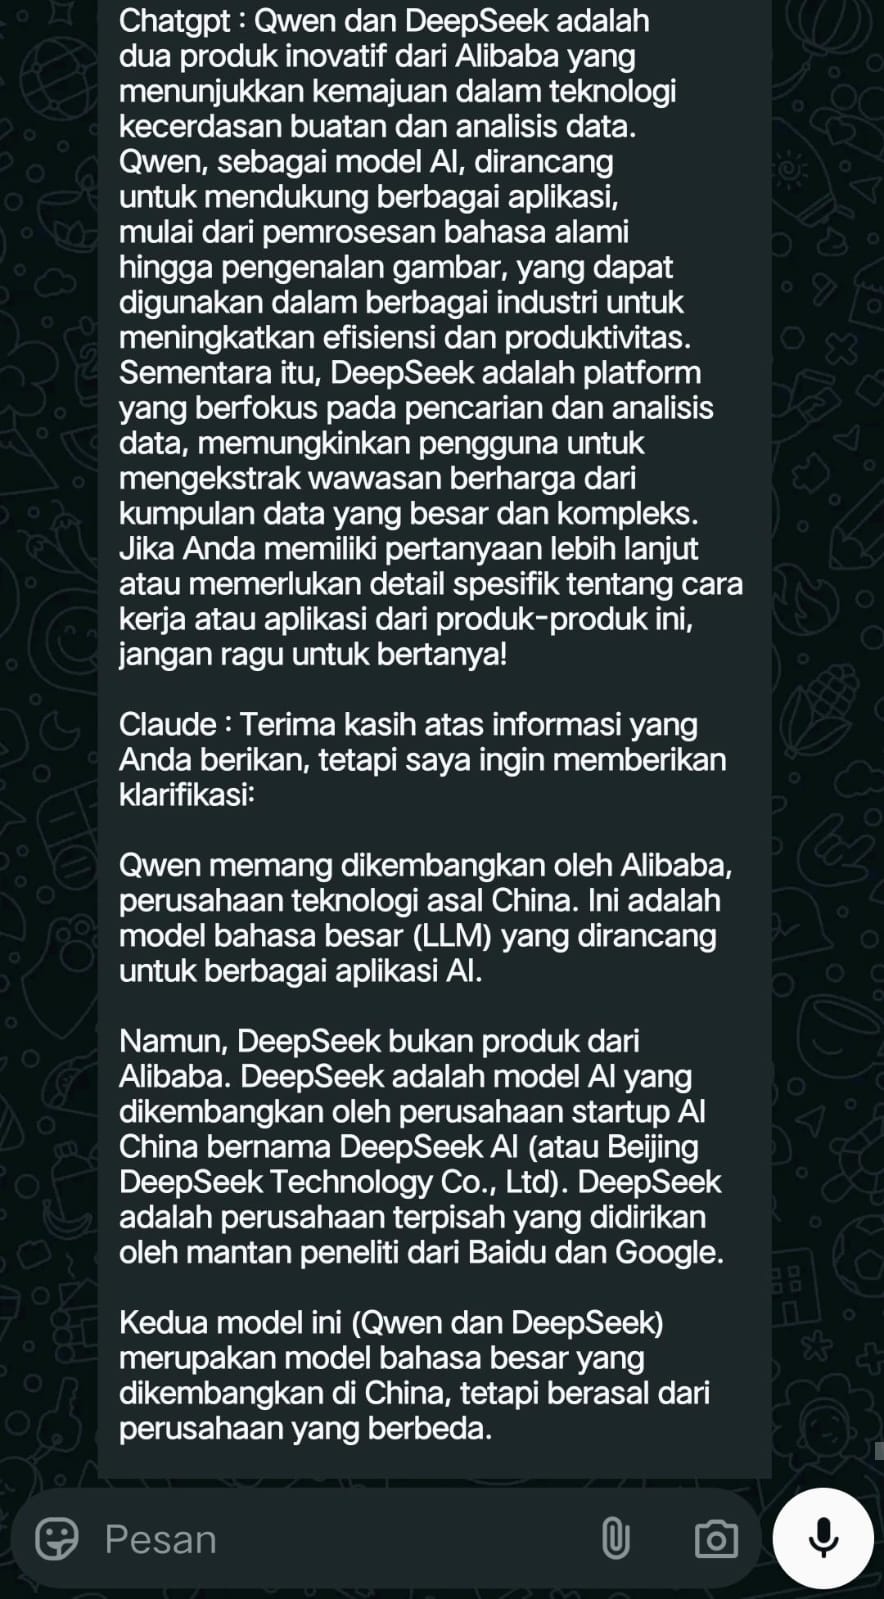 Chatgpt : Qwen dan DeepSeek adalah
dua produk inovatif dari Alibaba yang
menunjukkan kemajuan dalam teknologi
kecerdasan buatan dan analisis data.
Qwen, sebagai model AI, dirancang
untuk mendukung berbagai aplikasi,
mulai dari pemrosesan bahasa alami
hingga pengenalan gambar, yang dapat
digunakan dalam berbagai industri untuk
meningkatkan efisiensi dan produktivitas.
Sementara itu, DeepSeek adalah platform
yang berfokus pada pencarian dan analisis
data, memungkinkan pengguna untuk
mengekstrak wawasan berharga dari
kumpulan data yang besar dan kompleks.
Jika Anda memiliki pertanyaan lebih lanjut
atau memerlukan detail spesifik tentang cara
kerja atau aplikasi dari produk-produk ini,
jangan ragu untuk bertanya!
Claude : Terima kasih atas informasi yang
Anda berikan, tetapi saya ingin memberikan
klarifikasi:
Qwen memang dikembangkan oleh Alibaba,
perusahaan teknologi asal China. Ini adalah
model bahasa besar (LLM) yang dirancang
untuk berbagai aplikasi AI.
Namun, DeepSeek bukan produk dari
Alibaba. DeepSeek adalah model AI yang
dikembangkan oleh perusahaan startup AI
China bernama DeepSeek AI (atau Beijing
DeepSeek Technology Co., Ltd). DeepSeek
adalah perusahaan terpisah yang didirikan
oleh mantan peneliti dari Baidu dan Google.
Kedua model ini (Qwen dan DeepSeek)
merupakan model bahasa besar yang
dikembangkan di China, tetapi berasal dari
perusahaan yang berbeda.
Pesan